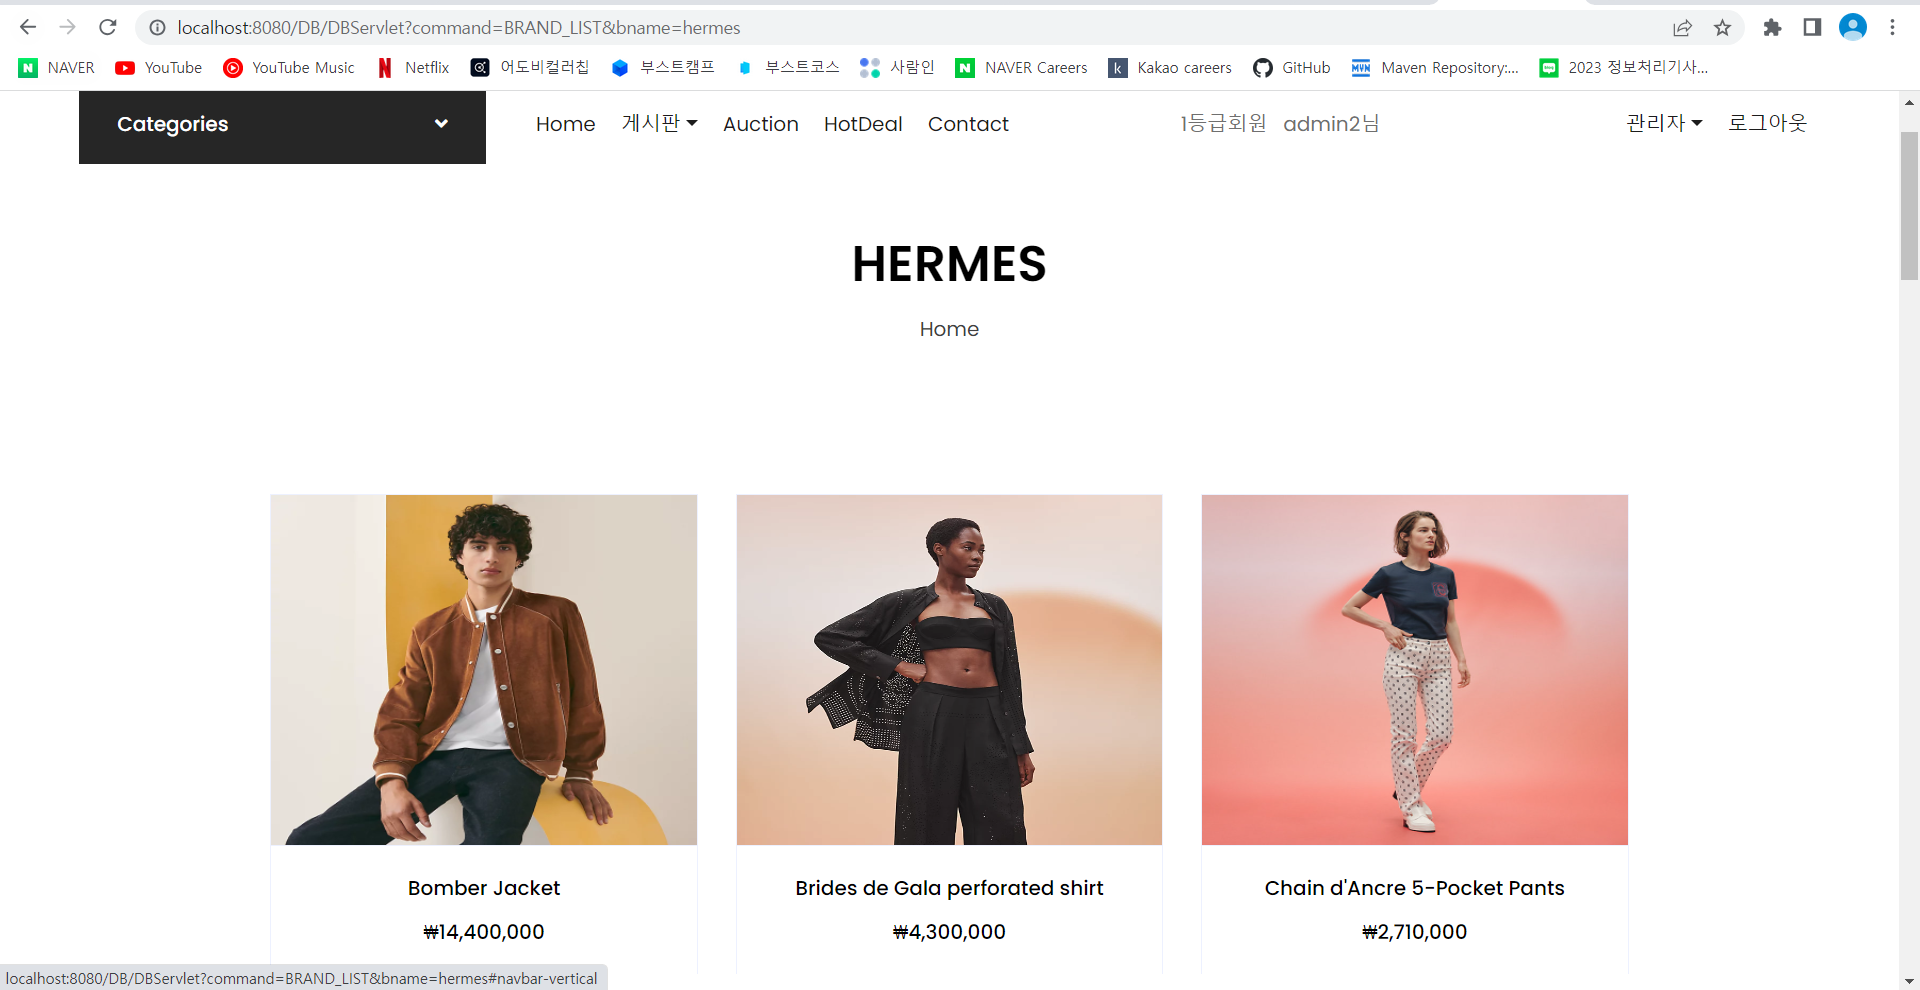 localhost:8080/DB/DBServlet?command=BRAND_LIST&bname=hermes
NAVER YouTube YouTube Music Netflix 어도비컬러칩 부스트캠프 부스트코스 사람인 NAVER Careers Kakao careers GitHub Maven Repository:... 2023 정보처리기사...
Categories Home 게시판 Auction HotDeal Contact 1등급회원 admin2님 관리자 로그아웃
HERMES
Home
Bomber Jacket
₩14,400,000
Brides de Gala perforated shirt
₩4,300,000
Chain d'Ancre 5-Pocket Pants
₩2,710,000
localhost:8080/DB/DBServlet?command=BRAND_LIST&bname=hermes#navbar-vertical